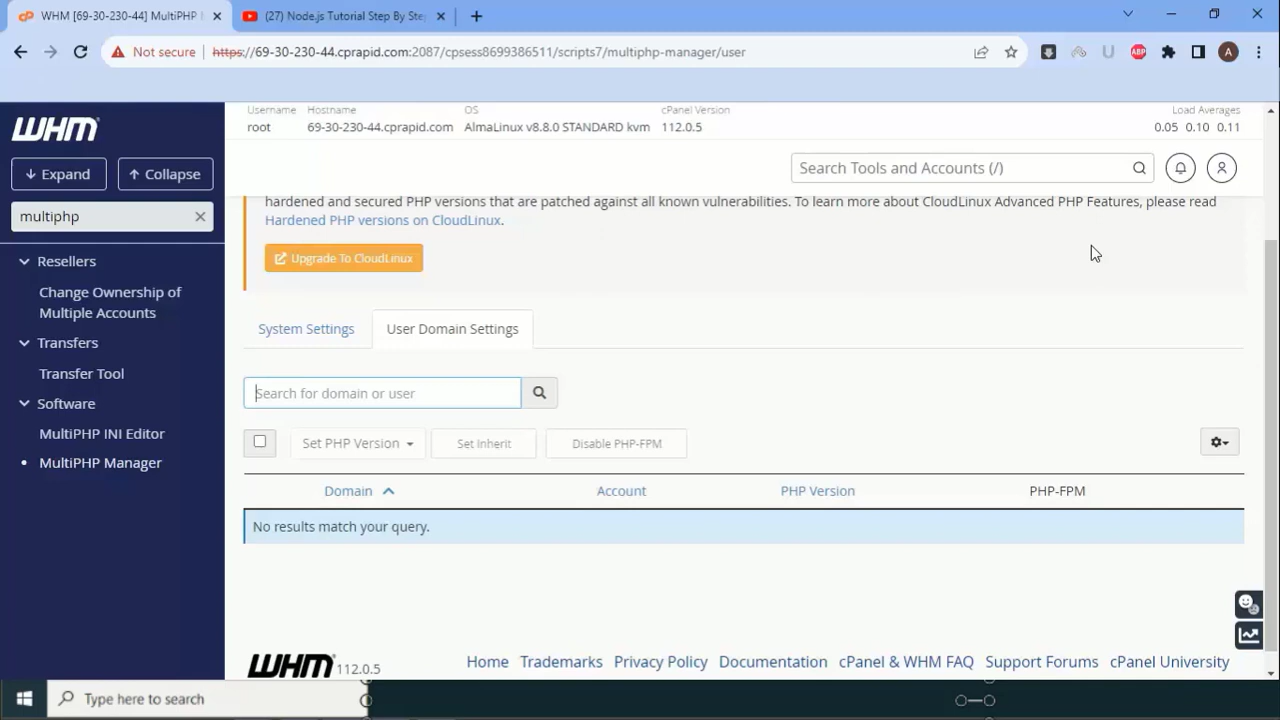 WHM [69-30-230-44] MultiPHP
(27) Node.js Tutorial Step By Ste
Not secure
https://69-30-230-44.cprapid.com:2087/cpsess8699386511/scripts7/multiphp-manager/user
ABP
A
WHM
Expand
Collapse
multiphp
Resellers
Change Ownership of
Multiple Accounts
Transfers
Transfer Tool
Software
MultiPHP INI Editor
MultiPHP Manager
Username Hostname OS cPanel Version Load Averages
root 69-30-230-44.cprapid.com AlmaLinux v8.8.0 STANDARD kvm 112.0.5 0.05 0.10 0.11
Search Tools and Accounts (/)
hardened and secured PHP versions that are patched against all known vulnerabilities. To learn more about CloudLinux Advanced PHP Features, please read
Hardened PHP versions on CloudLinux.
Upgrade To CloudLinux
System Settings User Domain Settings
Search for domain or user
Set PHP Version Set Inherit Disable PHP-FPM
Domain Account PHP Version PHP-FPM
No results match your query.
WHM 112.0.5 Home Trademarks Privacy Policy Documentation cPanel & WHM FAQ Support Forums cPanel University
Type here to search